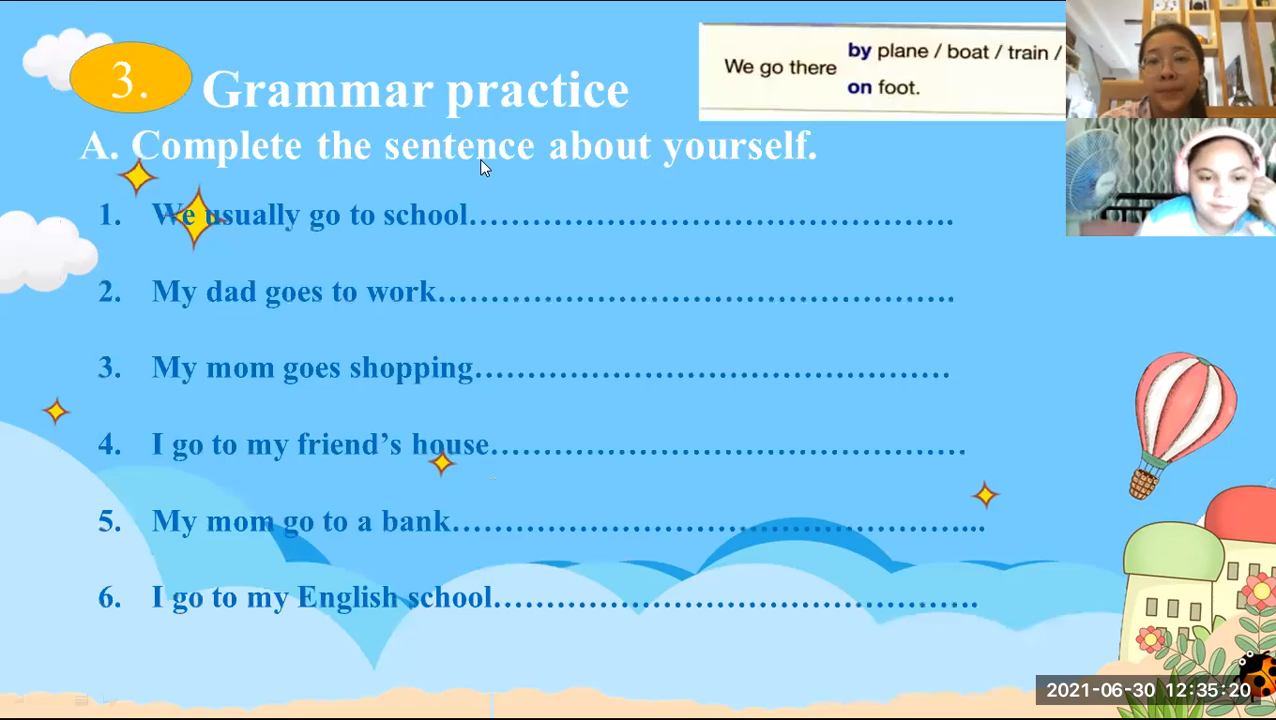 3.
Grammar practice
We go there by plane / boat / train /
on foot.
A. Complete the sentence about yourself.
1. We usually go to school……………………………………….
2. My dad goes to work………………………………………….
3. My mom goes shopping………………………………………
4. I go to my friend’s house……………………………………….
5. My mom go to a bank…………………………………………...
6. I go to my English school……………………………………….
2021-06-30 12:35:20